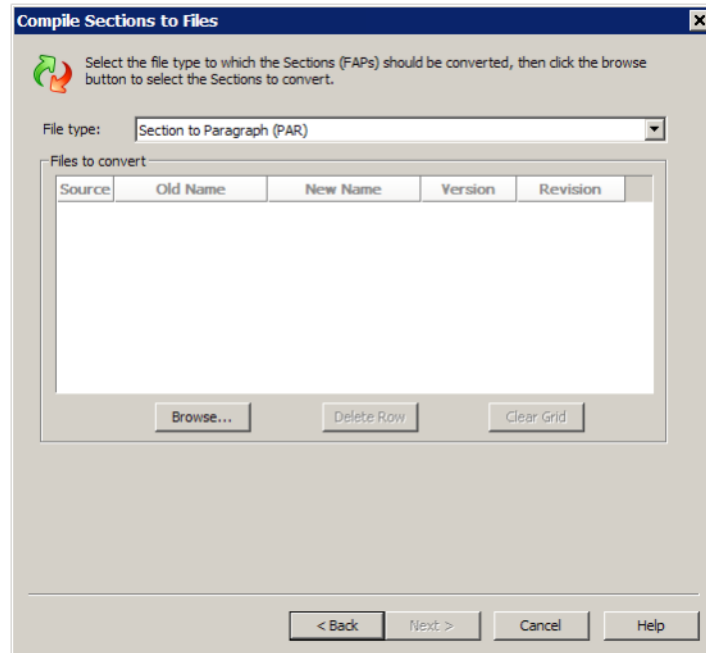 Compile Sections to Files
Select the file type to which the Sections (FAPs) should be converted, then click the browse
button to select the Sections to convert.
File type: Section to Paragraph (PAR)
Files to convert
Source Old Name New Name Version Revision
Browse... Delete Row Clear Grid
< Back Next > Cancel Help